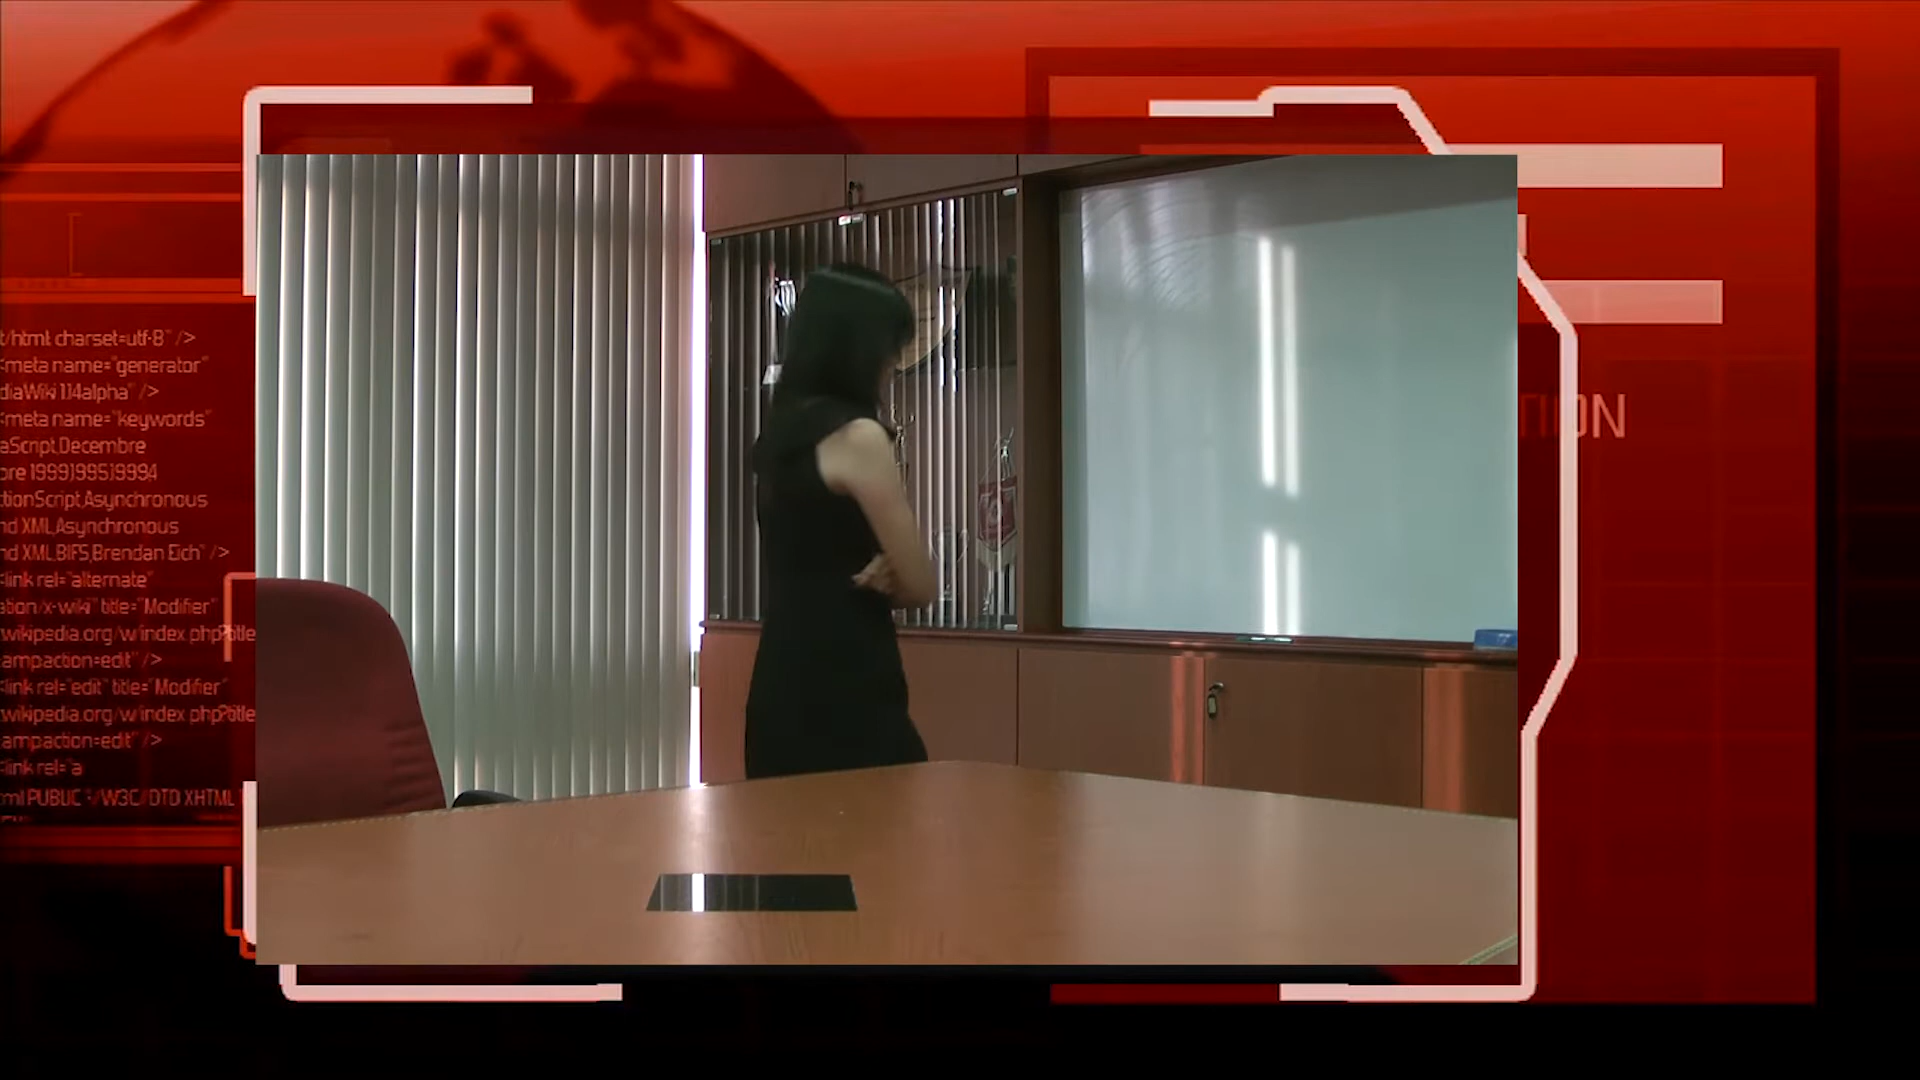 t/html charset=utf-8" />
<meta name="generator"
diaWiki 1.14alpha" />
<meta name="keywords"
aScript,Decembre
ore 1999,1995,1999,4
ctionScript,Asynchronous
nd XML,Asynchronous
nd XML,BIFS,Brendan Eich" />
<link rel="alternate"
ation/x-wiki" title="Modifier"
wikipedia.org/w/index.php?title
ampaction=edit" />
<link rel="edit" title="Modifier"
wikipedia.org/w/index.php?title
ampaction=edit" />
<link rel="a
ml PUBLIC "-/W3C/DTD XHTML
TION